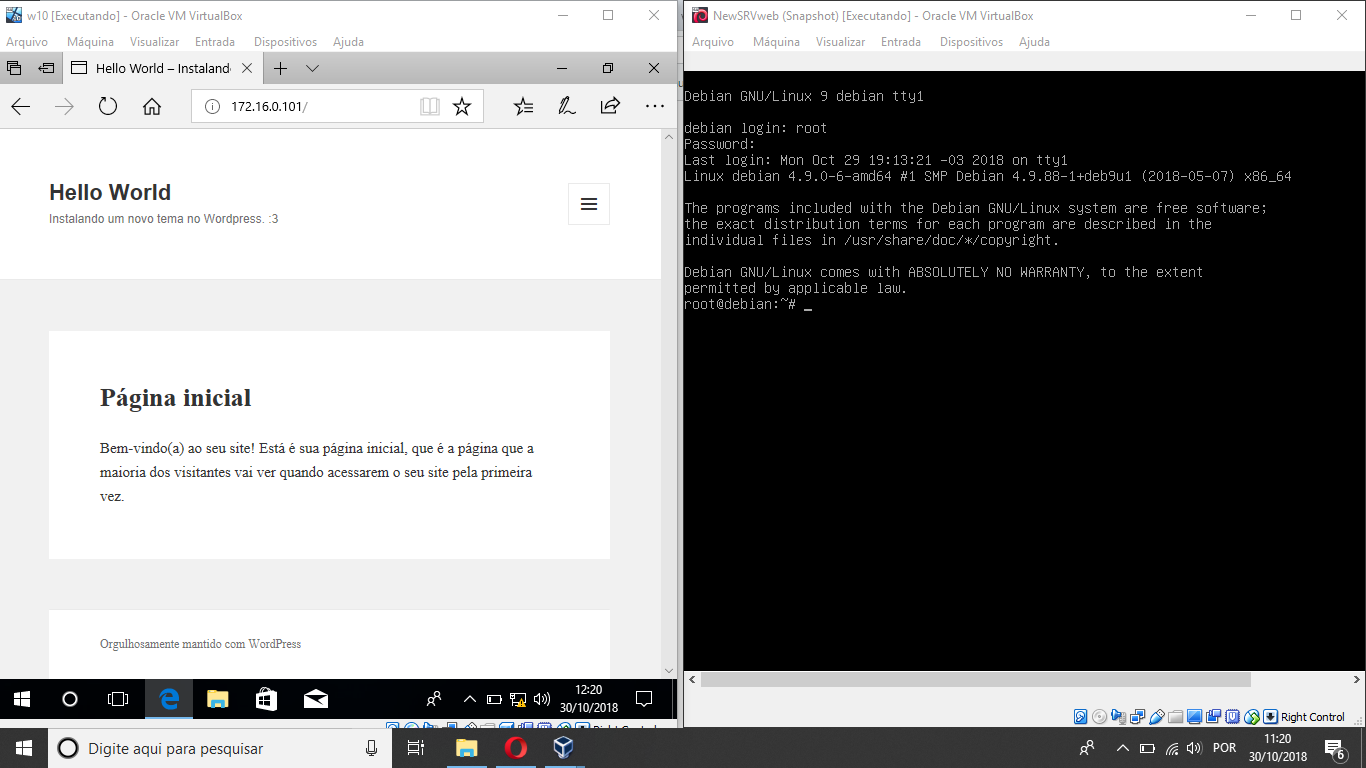 w10 [Executando] - Oracle VM VirtualBox
Arquivo Máquina Visualizar Entrada Dispositivos Ajuda
Hello World – Instalando
172.16.0.101/
Hello World
Instalando um novo tema no Wordpress. :3
Página inicial
Bem-vindo(a) ao seu site! Está é sua página inicial, que é a página que a
maioria dos visitantes vai ver quando acessarem o seu site pela primeira
vez.
Orgulhosamente mantido com WordPress
12:20
30/10/2018
NewSRVweb (Snapshot) [Executando] - Oracle VM VirtualBox
Arquivo Máquina Visualizar Entrada Dispositivos Ajuda
Debian GNU/Linux 9 debian tty1
debian login: root
Password:
Last login: Mon Oct 29 19:13:21 -03 2018 on tty1
Linux debian 4.9.0-6-amd64 #1 SMP Debian 4.9.88-1+deb9u1 (2018-05-07) x86_64
The programs included with the Debian GNU/Linux system are free software;
the exact distribution terms for each program are described in the
individual files in /usr/share/doc/*/copyright.
Debian GNU/Linux comes with ABSOLUTELY NO WARRANTY, to the extent
permitted by applicable law.
root@debian:~# _
Right Control
Digite aqui para pesquisar
POR
11:20
30/10/2018
6